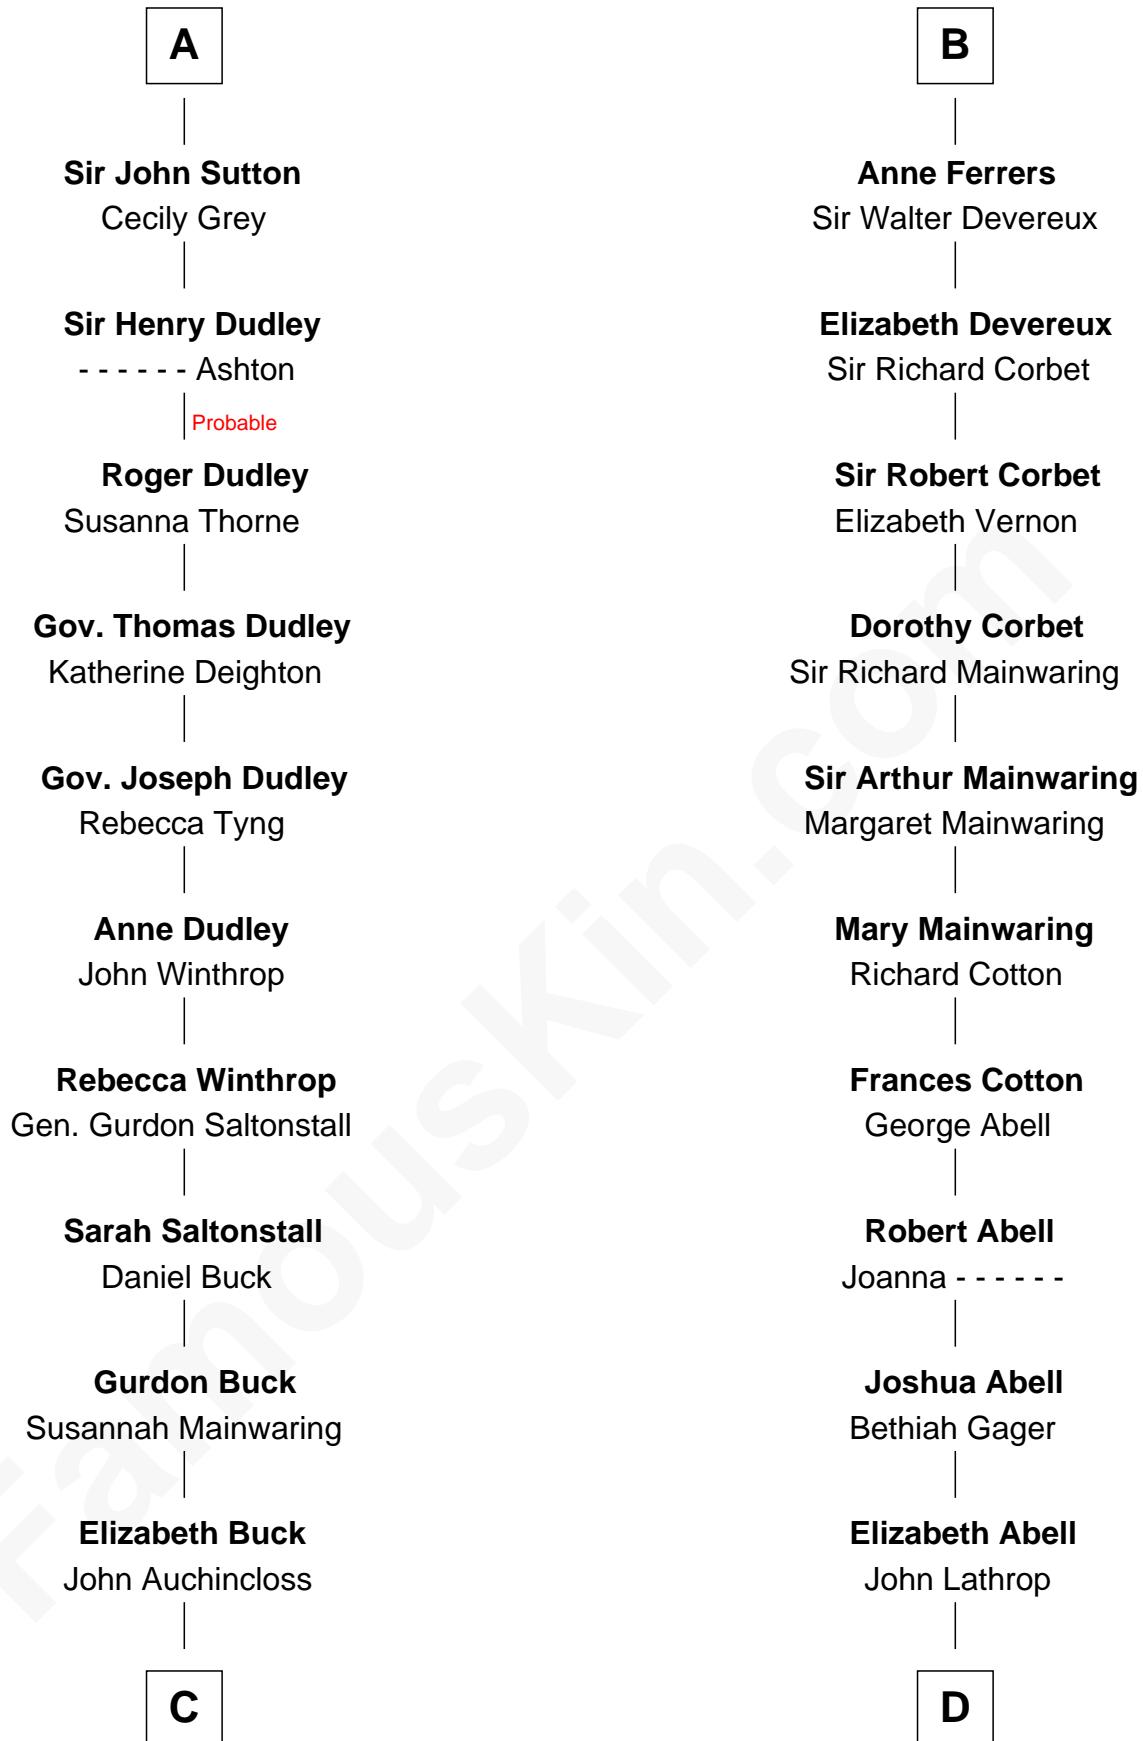 A
Sir John Sutton
Cecily Grey
Sir Henry Dudley
- - - - - - Ashton
Probable
Roger Dudley
Susanna Thorne
Gov. Thomas Dudley
Katherine Deighton
Gov. Joseph Dudley
Rebecca Tyng
Anne Dudley
John Winthrop
Rebecca Winthrop
Gen. Gurdon Saltonstall
Sarah Saltonstall
Daniel Buck
Gurdon Buck
Susannah Mainwaring
Elizabeth Buck
John Auchincloss
C
B
Anne Ferrers
Sir Walter Devereux
Elizabeth Devereux
Sir Richard Corbet
Sir Robert Corbet
Elizabeth Vernon
Dorothy Corbet
Sir Richard Mainwaring
Sir Arthur Mainwaring
Margaret Mainwaring
Mary Mainwaring
Richard Cotton
Frances Cotton
George Abell
Robert Abell
Joanna - - - - - -
Joshua Abell
Bethiah Gager
Elizabeth Abell
John Lathrop
D
FamousKin.com